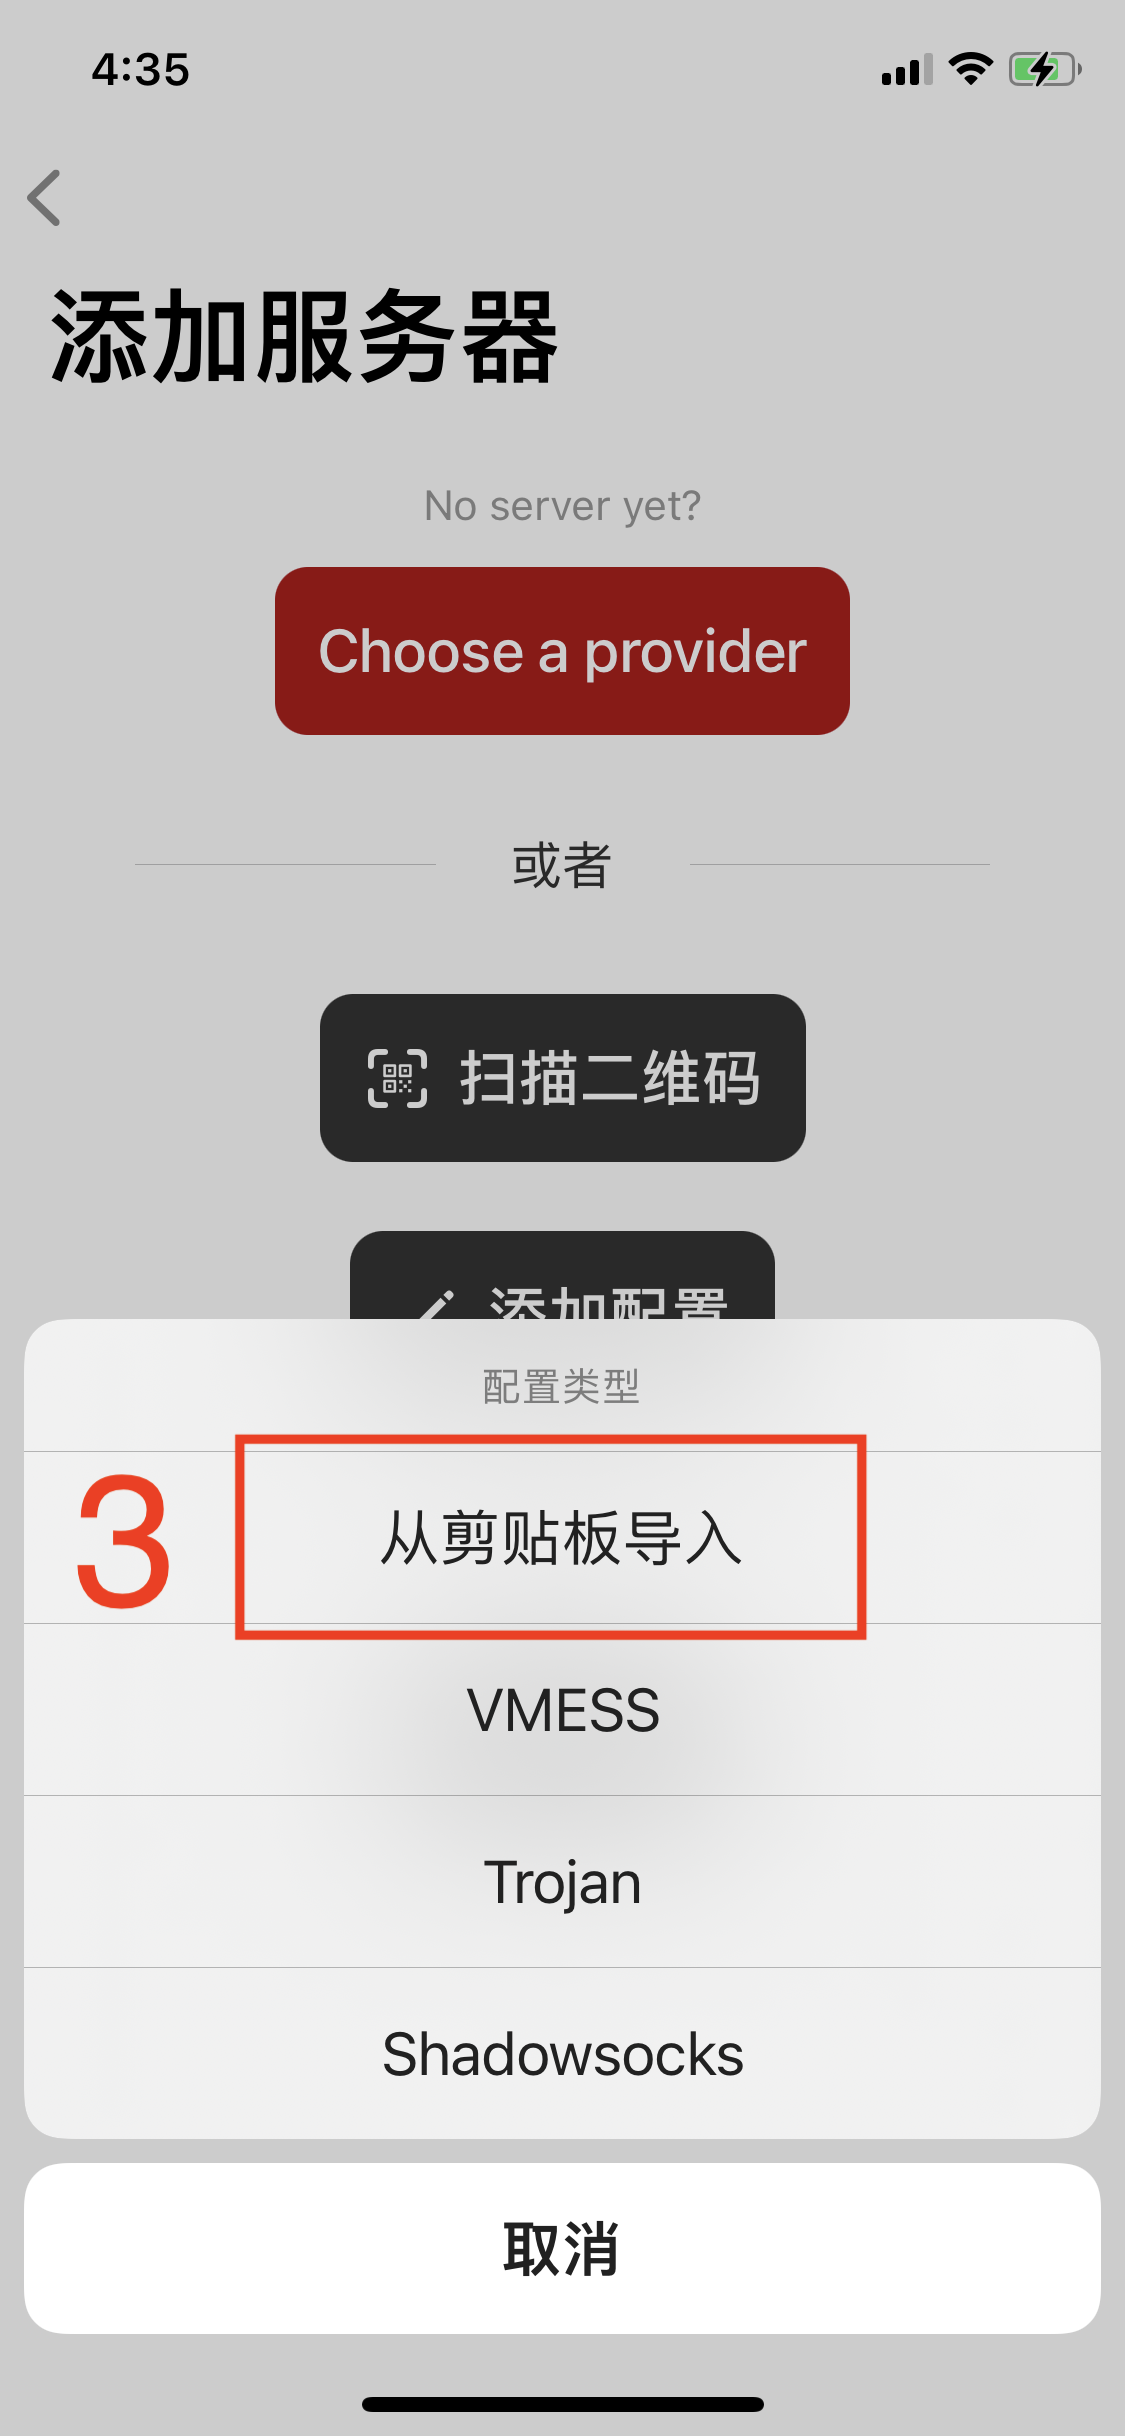 4:35
添加服务器
No server yet?
Choose a provider
或者
扫描二维码
添加配置
配置类型
3
从剪贴板导入
VMESS
Trojan
Shadowsocks
取消